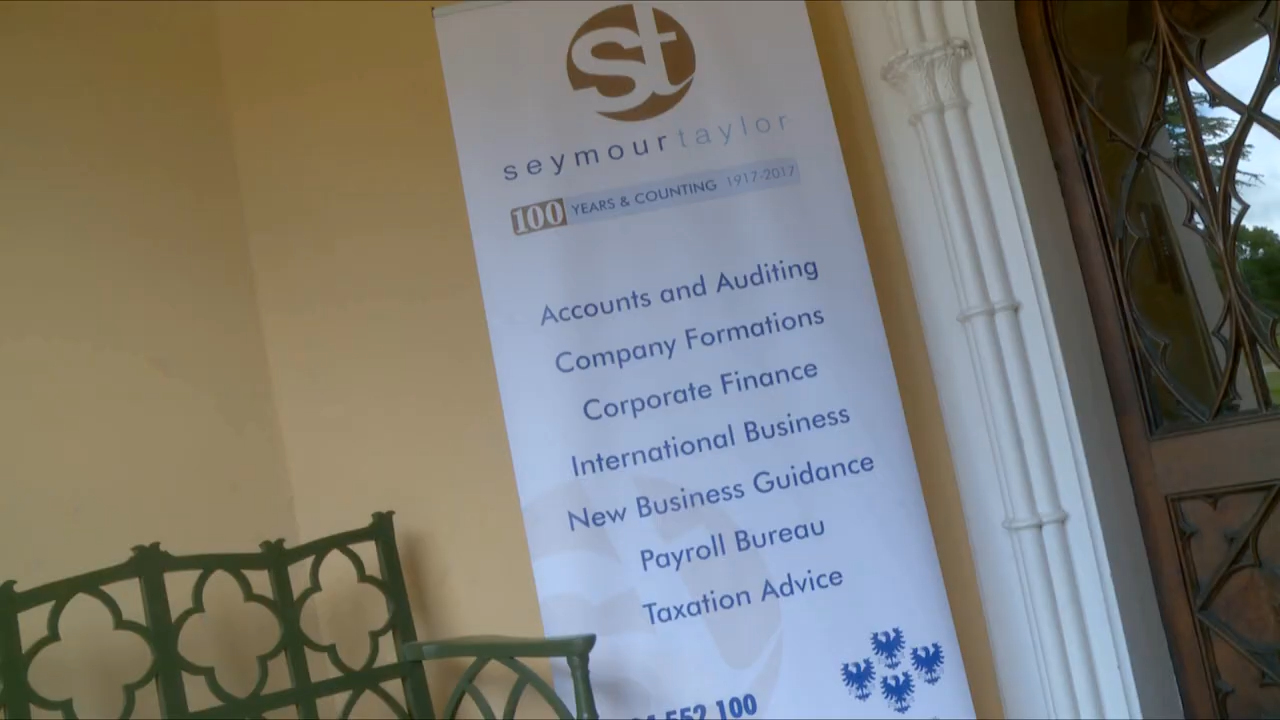 st
seymourtaylor
100 YEARS & COUNTING 1917-2017
Accounts and Auditing
Company Formations
Corporate Finance
International Business
New Business Guidance
Payroll Bureau
Taxation Advice
552 100